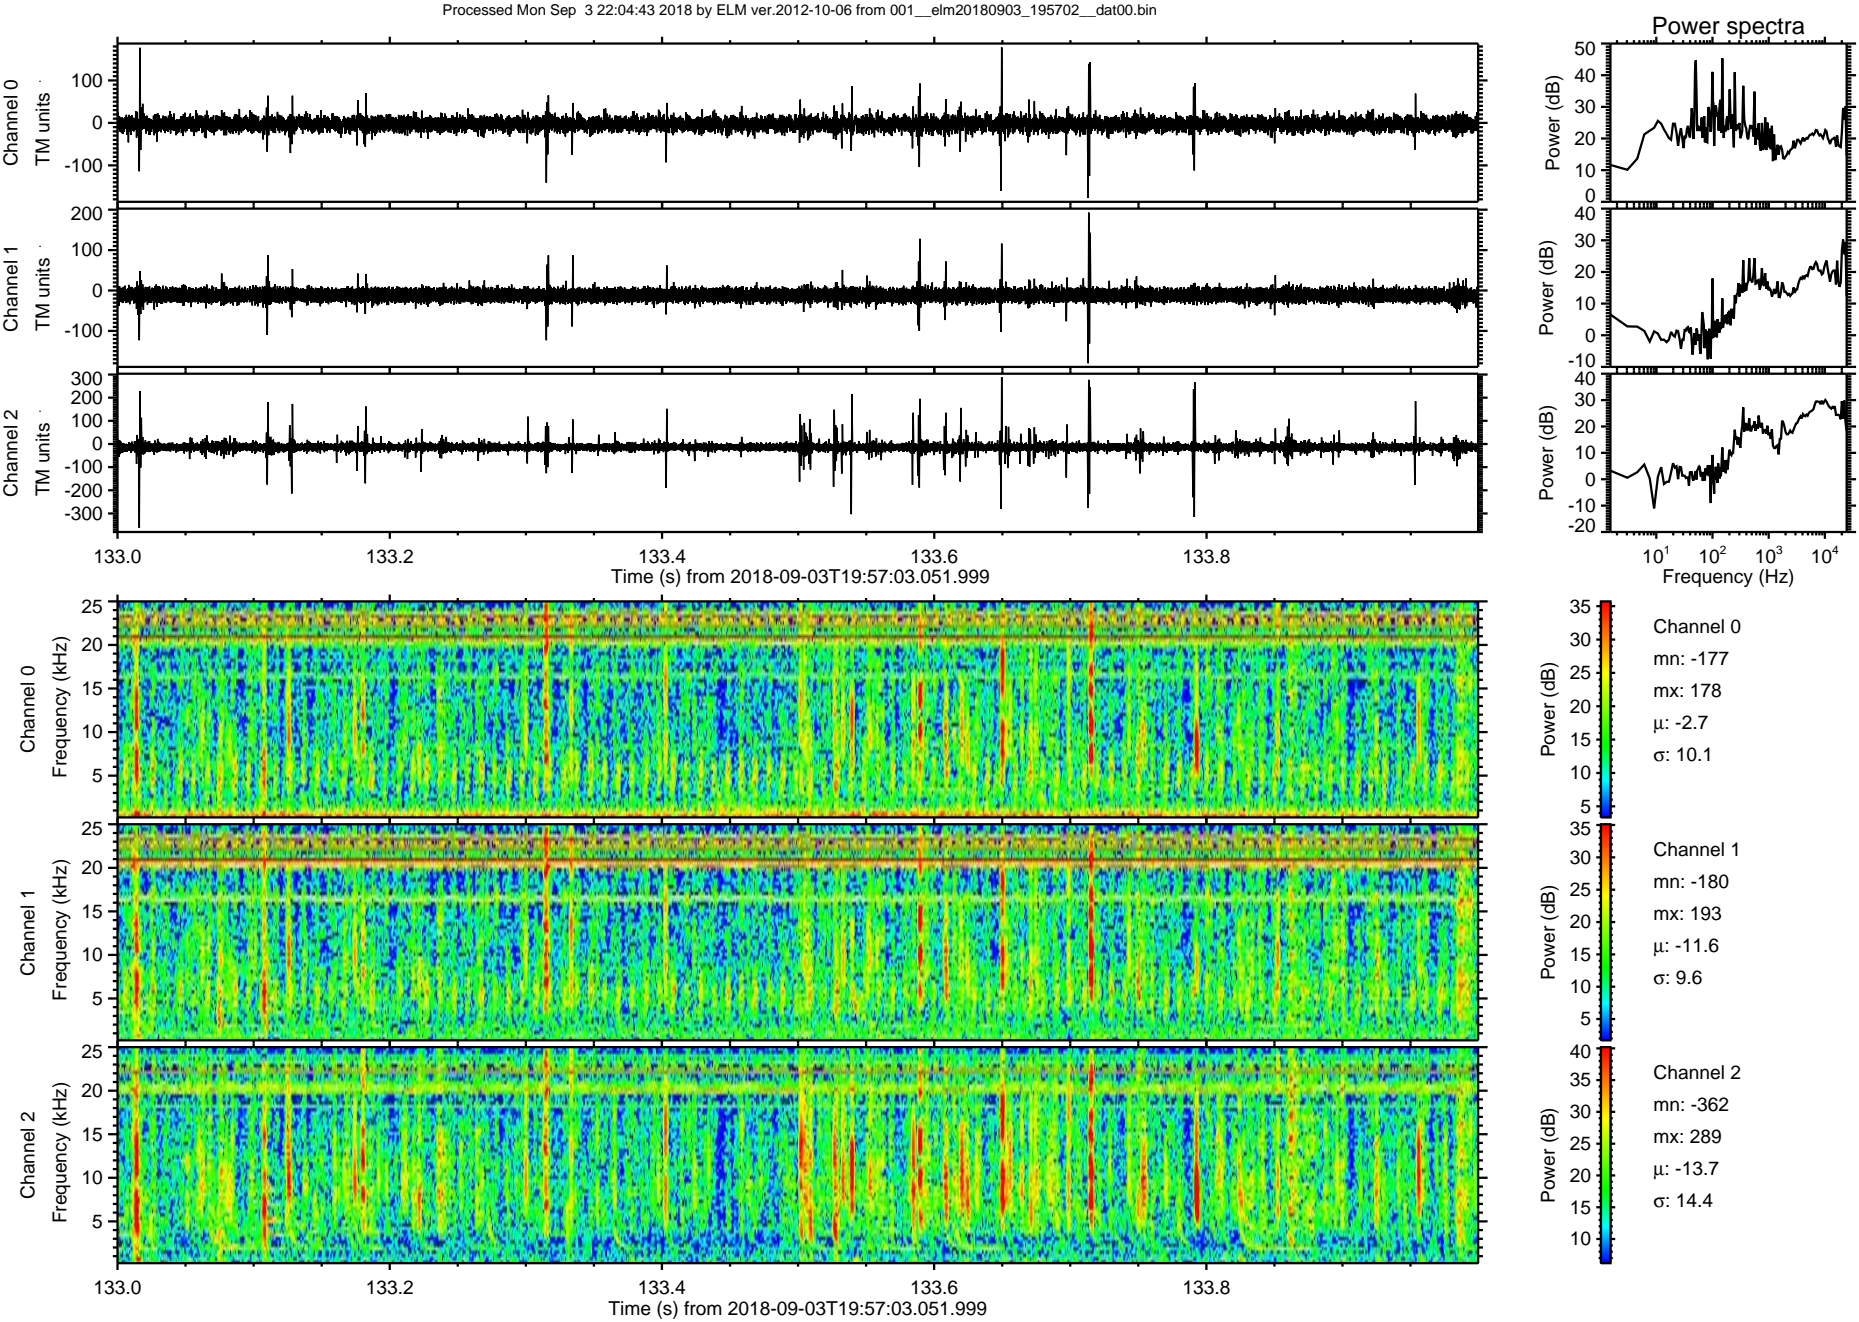 Processed Mon Sep  3 22:04:43 2018 by ELM ver.2012-10-06 from 001__elm20180903_195702__dat00.bin
Power spectra
Channel 0
TM units
100
0
-100
Power (dB)
50
40
30
20
10
0
Channel 1
TM units
200
100
0
-100
Power (dB)
40
30
20
10
0
-10
Channel 2
TM units
300
200
100
0
-100
-200
-300
Power (dB)
40
30
20
10
0
-10
-20
133.0 133.2 133.4 133.6 133.8
Time (s) from 2018-09-03T19:57:03.051.999
10^1 10^2 10^3 10^4
Frequency (Hz)
Channel 0
Frequency (kHz)
25
20
15
10
5
Power (dB)
35
30
25
20
15
10
5
Channel 0
mn: -177
mx: 178
μ: -2.7
σ: 10.1
Channel 1
Frequency (kHz)
25
20
15
10
5
Power (dB)
35
30
25
20
15
10
5
Channel 1
mn: -180
mx: 193
μ: -11.6
σ: 9.6
Channel 2
Frequency (kHz)
25
20
15
10
5
Power (dB)
40
35
30
25
20
15
10
Channel 2
mn: -362
mx: 289
μ: -13.7
σ: 14.4
133.0 133.2 133.4 133.6 133.8
Time (s) from 2018-09-03T19:57:03.051.999